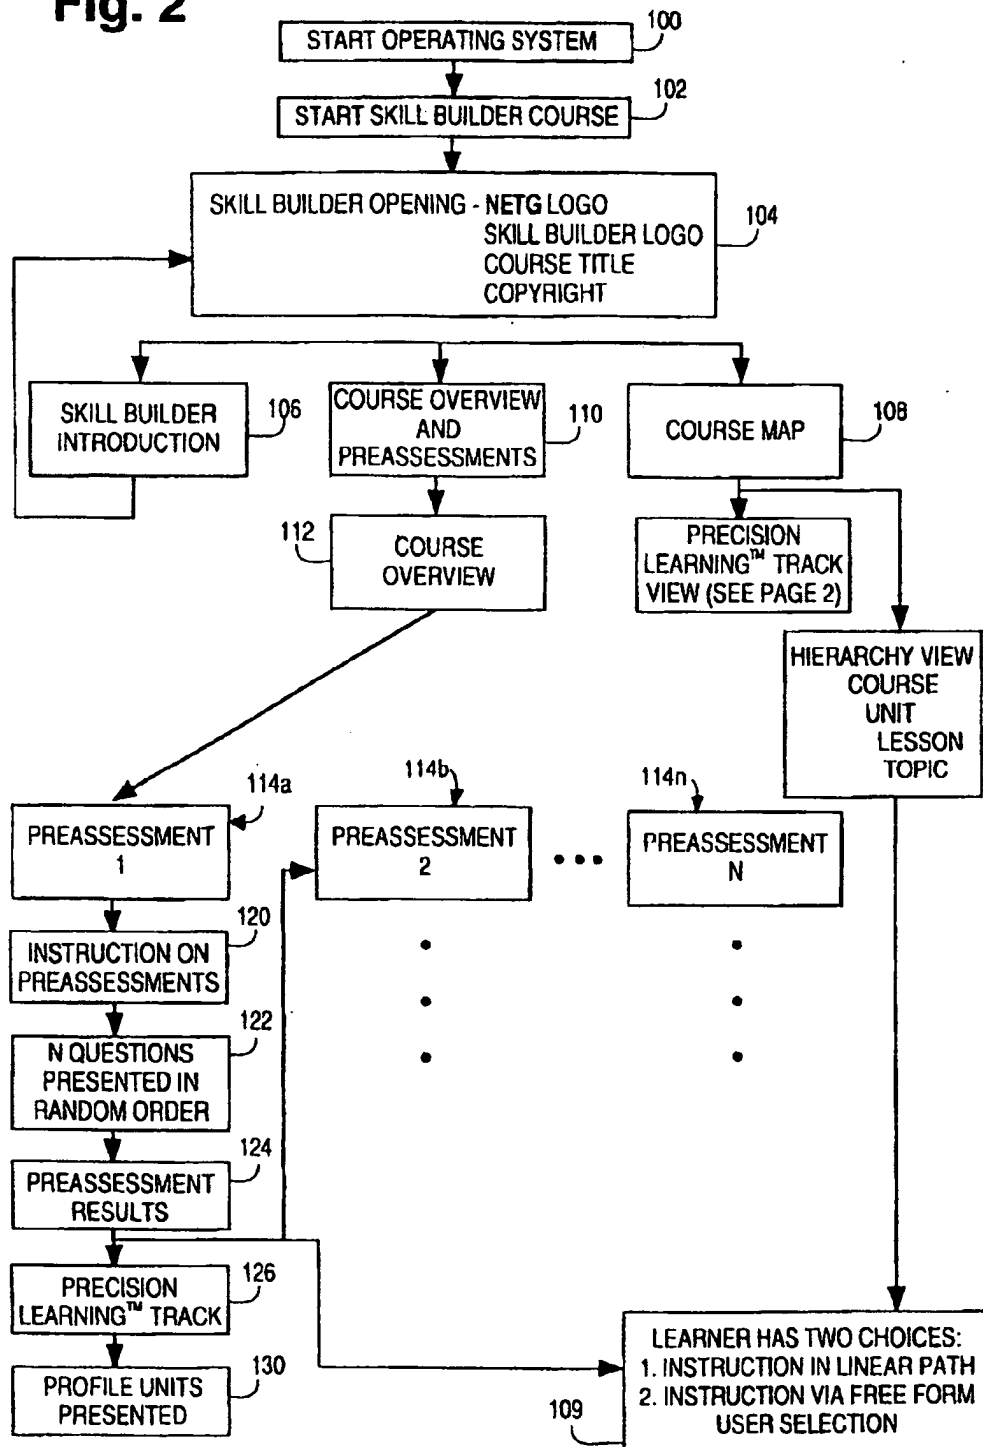 Fig. 2
START OPERATING SYSTEM
100
START SKILL BUILDER COURSE
102
SKILL BUILDER OPENING - NETG LOGO
SKILL BUILDER LOGO
COURSE TITLE
COPYRIGHT
104
SKILL BUILDER
INTRODUCTION
106
COURSE OVERVIEW
AND
PREASSESSMENTS
110
COURSE MAP
108
112
COURSE
OVERVIEW
PRECISION
LEARNING™ TRACK
VIEW (SEE PAGE 2)
HIERARCHY VIEW
COURSE
UNIT
LESSON
TOPIC
114a
PREASSESSMENT
1
114b
PREASSESSMENT
2
114n
PREASSESSMENT
N
120
INSTRUCTION ON
PREASSESSMENTS
122
N QUESTIONS
PRESENTED IN
RANDOM ORDER
124
PREASSESSMENT
RESULTS
126
PRECISION
LEARNING™ TRACK
130
PROFILE UNITS
PRESENTED
LEARNER HAS TWO CHOICES:
1. INSTRUCTION IN LINEAR PATH
2. INSTRUCTION VIA FREE FORM
USER SELECTION
109